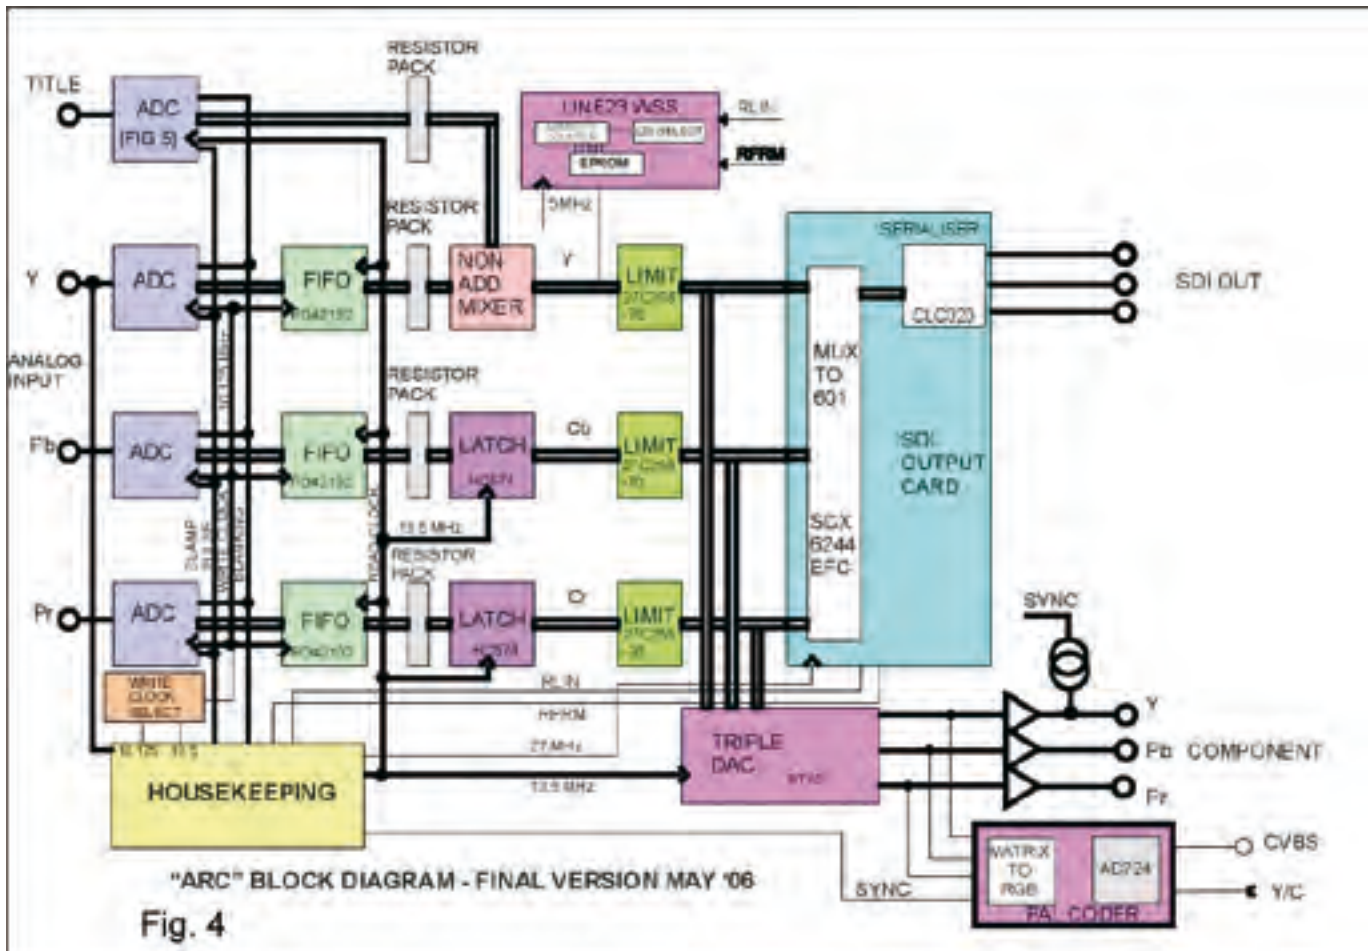 RESISTOR
PACK
TITLE
ADC
(FIG 5)
LINE23 WSS
RLIN
EPROM
RFRM
5MHz
RESISTOR
PACK
SERIALISER
Y
ADC
FIFO
NON
ADD
MIXER
Y
LIMIT
SDI OUT
CLC020
ANALOG
INPUT
RESISTOR
PACK
MUX
TO
601
Pb
ADC
FIFO
LATCH
Cb
LIMIT
SDI
OUTPUT
CARD
CLAMP
PULSE
WRITE CLOCK
BLANKING
READ CLOCK
13.5 MHz
SCX
6244
EFC
RESISTOR
PACK
Pr
ADC
FIFO
LATCH
Cr
LIMIT
SYNC
WRITE
CLOCK
SELECT
RLIN
RFRM
27 MHz
13.5 MHz
HOUSEKEEPING
TRIPLE
DAC
Y
Pb COMPONENT
Pr
MATRIX
TO
RGB
AD724
PAL CODER
CVBS
Y/C
SYNC
"ARC" BLOCK DIAGRAM - FINAL VERSION MAY '06
Fig. 4